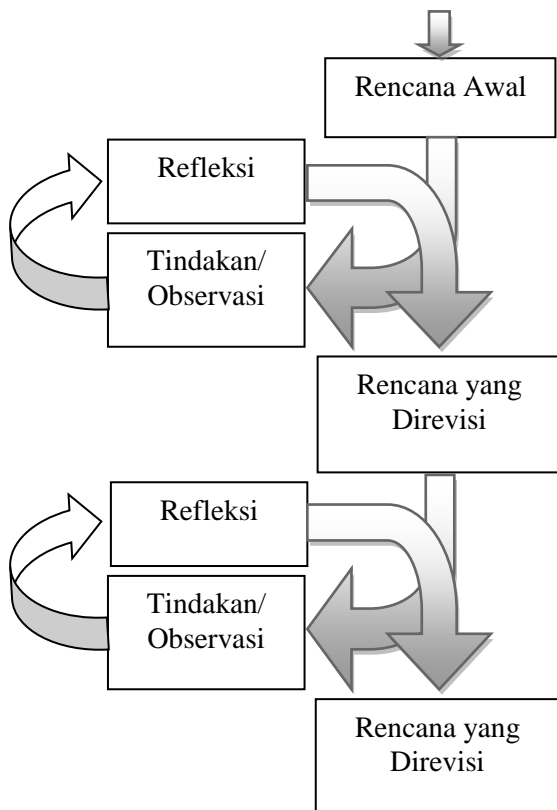 Rencana Awal
Refleksi
Tindakan/
Observasi
Rencana yang
Direvisi
Refleksi
Tindakan/
Observasi
Rencana yang
Direvisi